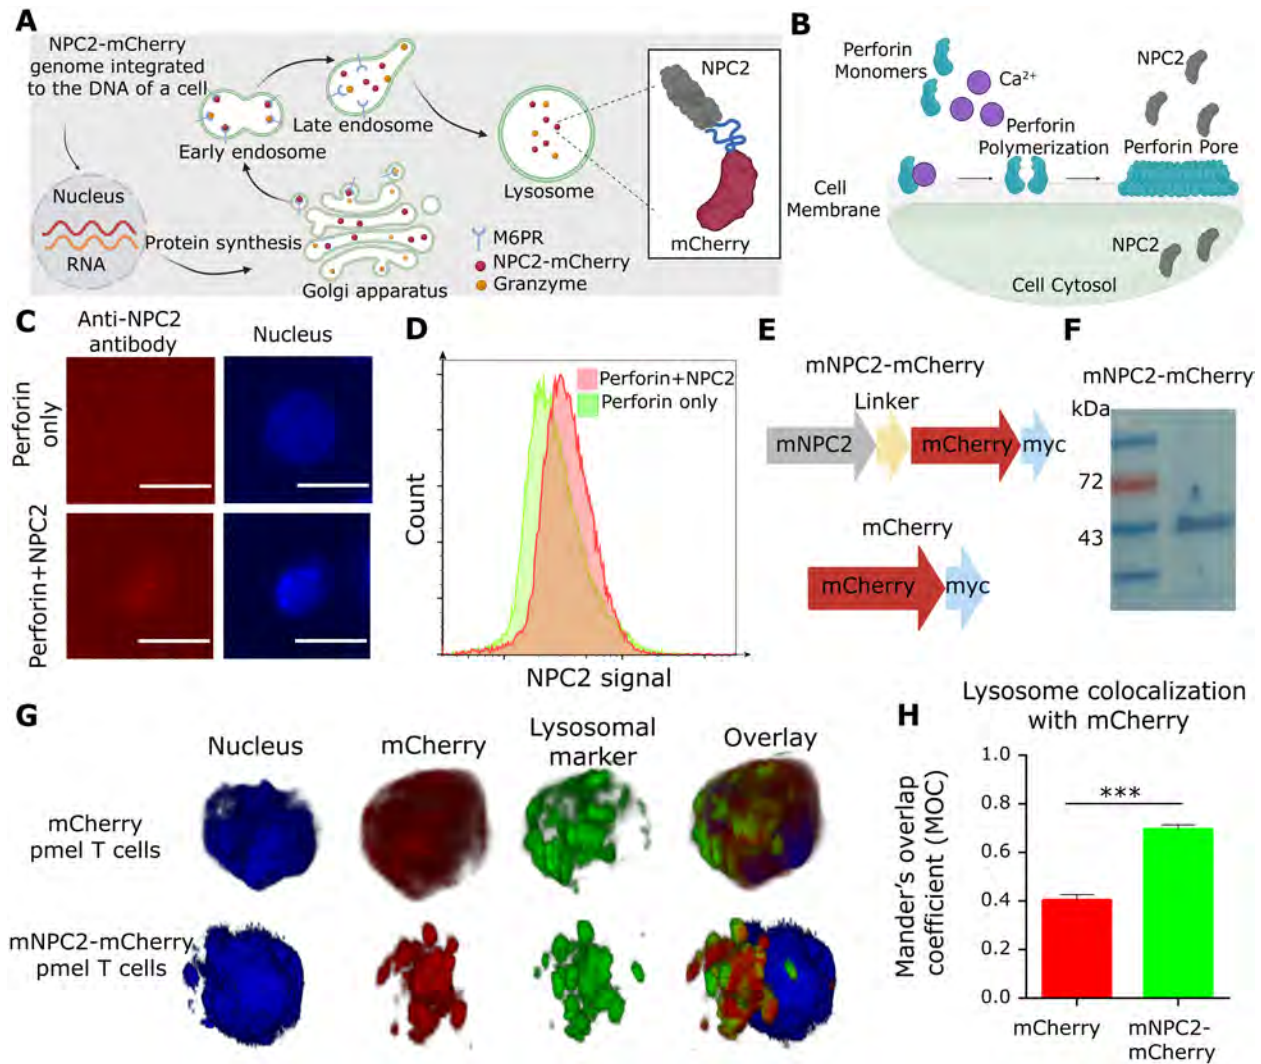 A
NPC2-mCherry
genome integrated
to the DNA of a cell
Early endosome
Late endosome
Lysosome
NPC2
mCherry
Nucleus
RNA
Protein synthesis
Golgi apparatus
M6PR
NPC2-mCherry
Granzyme
B
Perforin
Monomers
Ca²⁺
NPC2
Perforin
Polymerization
Perforin Pore
Cell
Membrane
NPC2
Cell Cytosol
C
Anti-NPC2
antibody
Nucleus
Perforin
only
Perforin+NPC2
D
Perforin+NPC2
Perforin only
Count
NPC2 signal
E
mNPC2-mCherry
Linker
mNPC2
mCherry
myc
mCherry
mCherry
myc
F
mNPC2-mCherry
kDa
72
43
G
Nucleus
mCherry
Lysosomal
marker
Overlay
mCherry
pmel T cells
mNPC2-mCherry
pmel T cells
H
Lysosome colocalization
with mCherry
Mander's overlap
coefficient (MOC)
1.0
0.8
0.6
0.4
0.2
0.0
***
mCherry
mNPC2-
mCherry